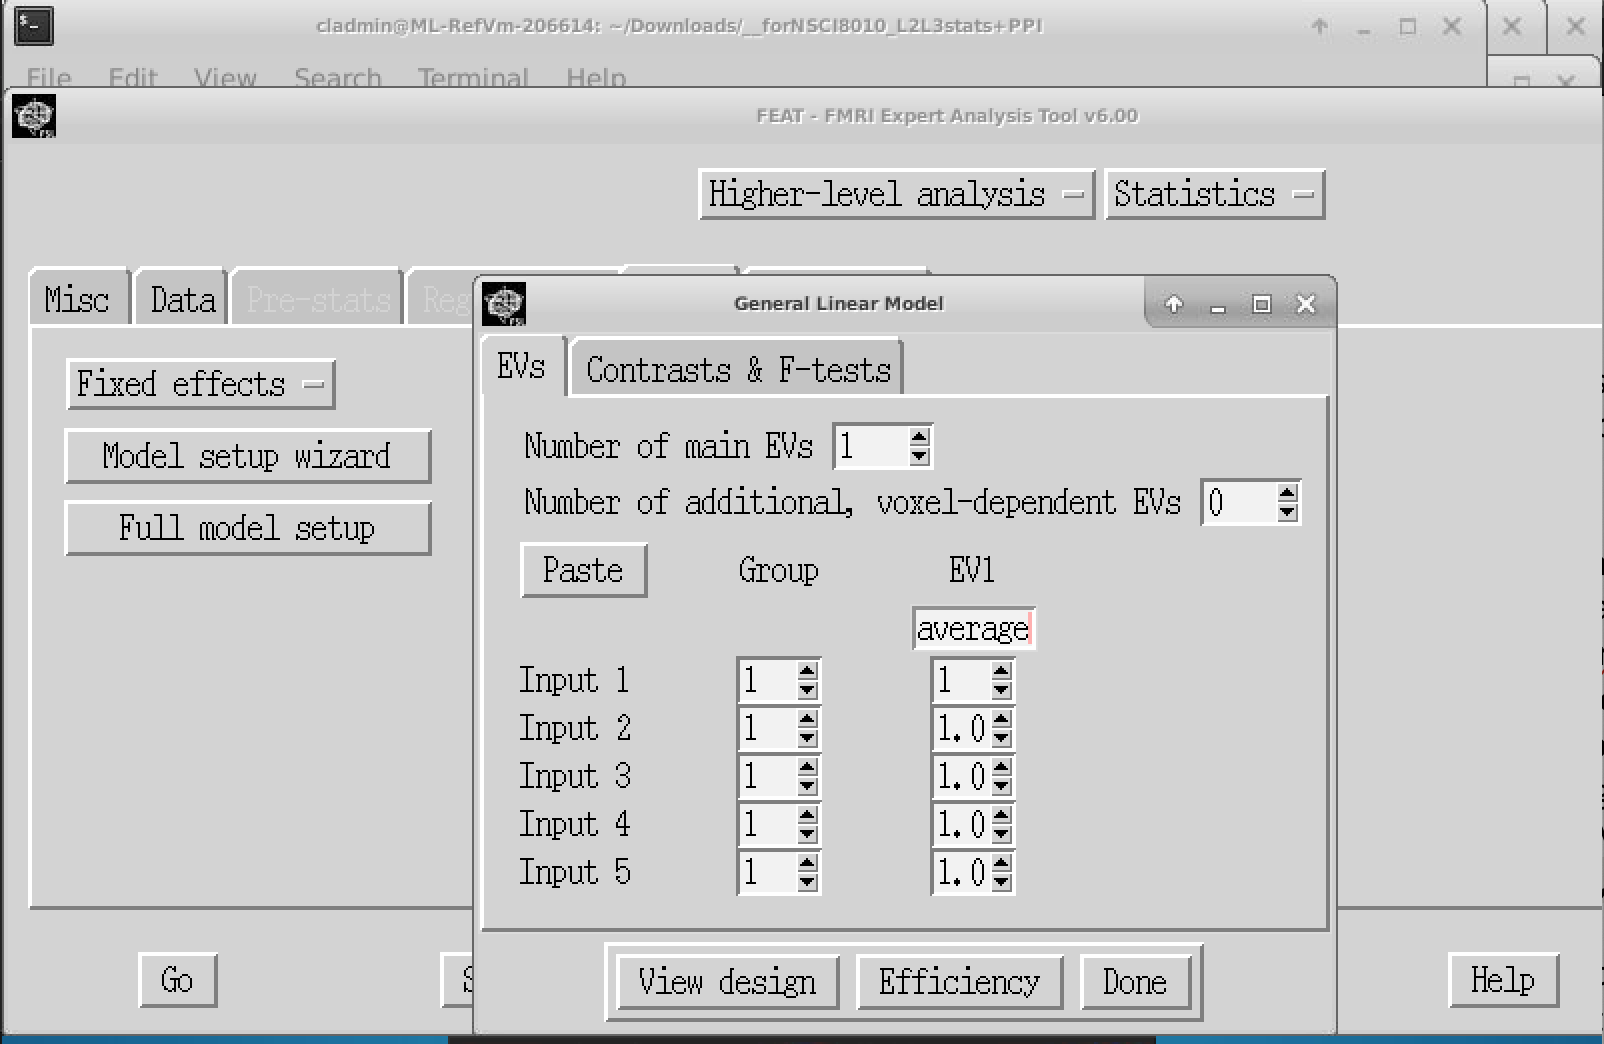 cladmin@ML-RefVm-206614: ~/Downloads/__forNSCI8010_L2L3stats+PPI
File Edit View Search Terminal Help
FEAT - FMRI Expert Analysis Tool v6.00
Higher-level analysis Statistics
Misc Data Pre-stats Reg
General Linear Model
EVs Contrasts & F-tests
Fixed effects
Model setup wizard
Full model setup
Number of main EVs 1
Number of additional, voxel-dependent EVs 0
Paste Group EV1
average
Input 1 1 1
Input 2 1 1.0
Input 3 1 1.0
Input 4 1 1.0
Input 5 1 1.0
View design Efficiency Done
Go S Help